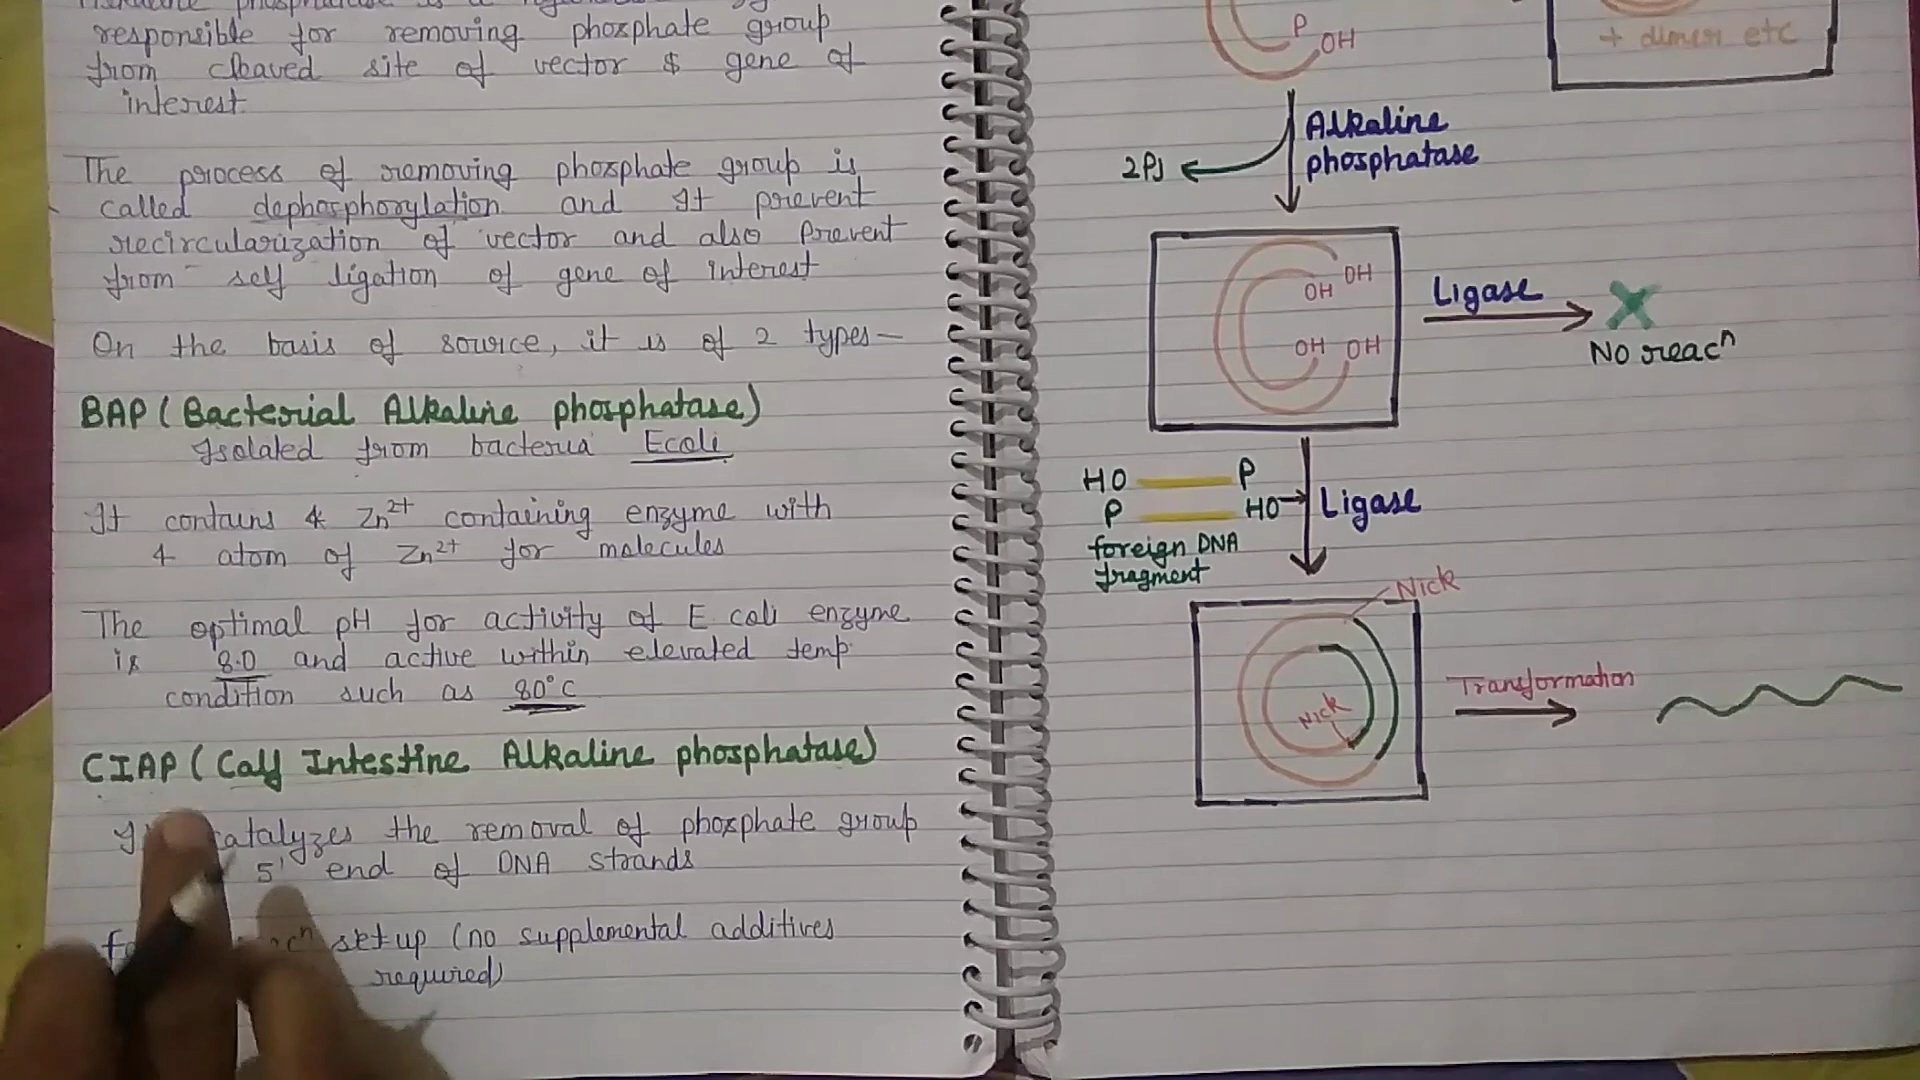 responsible for removing phosphate group
from cleaved site of vector $ gene of
interest.
The process of removing phosphate group is
called dephosphorylation and It prevent
recircularization of vector and also Prevent
from self ligation of gene of interest
On the basis of source, it is of 2 types—
BAP (Bacterial Alkaline phosphatase)
Isolated from bacteria Ecoli
It contains Zn2+ containing enzyme with
4 atom of Zn2+ for molecules
The optimal pH for activity of E. coli enzyme
is 8.0 and active within elevated temp.
condition such as 80°C
CIAP (Calf Intestine Alkaline phosphatase)
catalyzes the removal of phosphate group
5' end of DNA strands
set up (no supplemental additives
required)
P
OH
+ dimer etc
Alkaline
phosphatase
OH OH
OH OH
Ligase
X
No reacn
HO P
P HO
Ligase
foreign DNA
fragment
Nick
Nick
Transformation